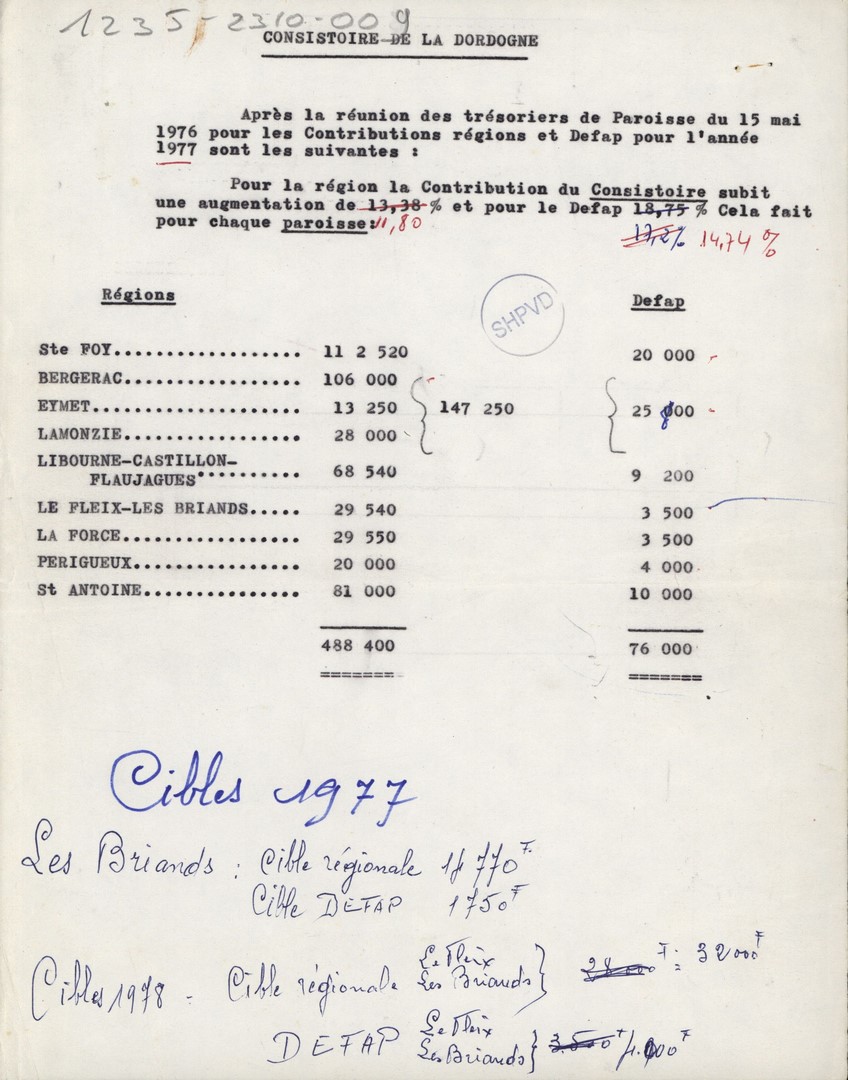 1235-2310-009
CONSISTOIRE DE LA DORDOGNE
Après la réunion des trésoriers de Paroisse du 15 mai
1976 pour les Contributions régions et Defap pour l'année
1977 sont les suivantes :
Pour la région la Contribution du Consistoire subit
une augmentation de 13,38 % et pour le Defap 18,75 % Cela fait
pour chaque paroisse: 11,80
17,2% 14,74 %
Régions Defap
SHPVD
Ste FOY................... 11 2 520 20 000
BERGERAC.................. 106 000
EYMET..................... 13 250 147 250 25 000
LAMONZIE.................. 28 000
LIBOURNE-CASTILLON-
FLAUJAGUES.......... 68 540 9 200
LE FLEIX-LES BRIANDS..... 29 540 3 500
LA FORCE.................. 29 550 3 500
PERIGUEUX................. 20 000 4 000
St ANTOINE............... 81 000 10 000
488 400 76 000
======= =======
Cibles 1977
Les Briands : Cible régionale 14 770F
Cible DEFAP 1750F
Cibles 1978 - Cible régionale Le Fleix Les Briands } 28 000F = 32000F
DEFAP Le Fleix Les Briands } 3.500F 4.000F